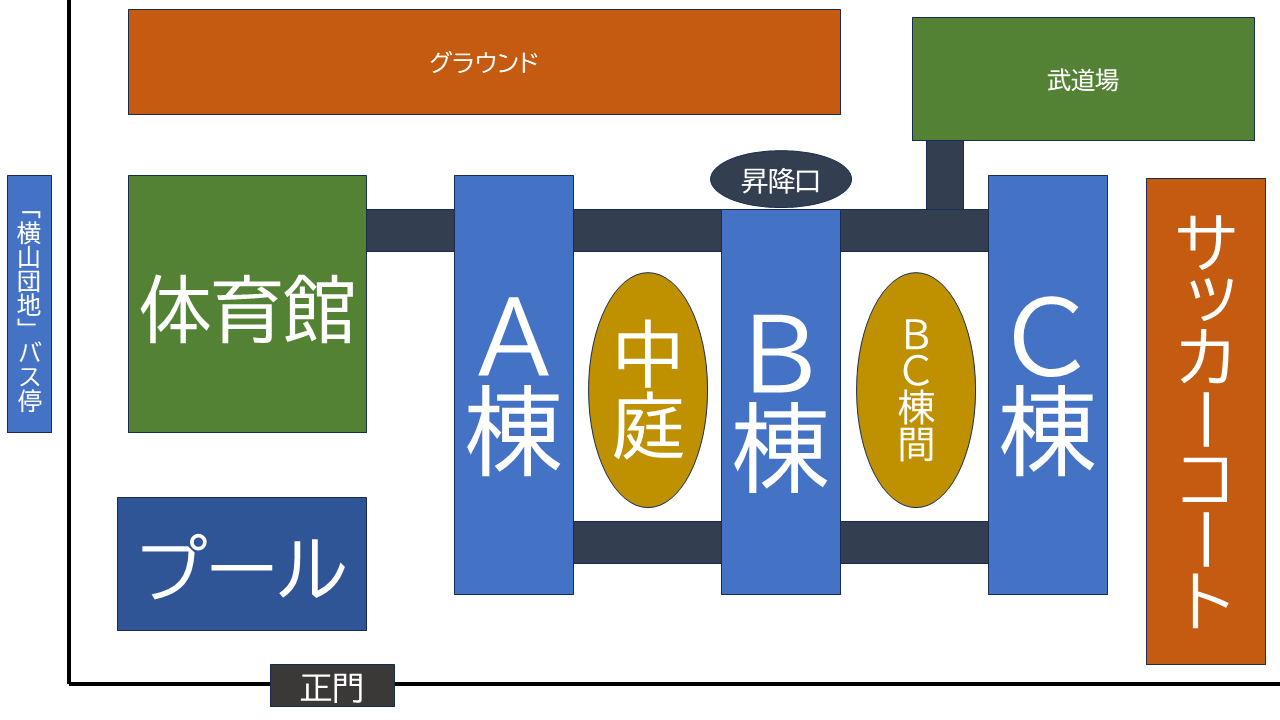 グラウンド
武道場
昇降口
「横山団地」バス停
体育館
A棟
中庭
B棟
BC棟間
C棟
サッカーコート
プール
正門